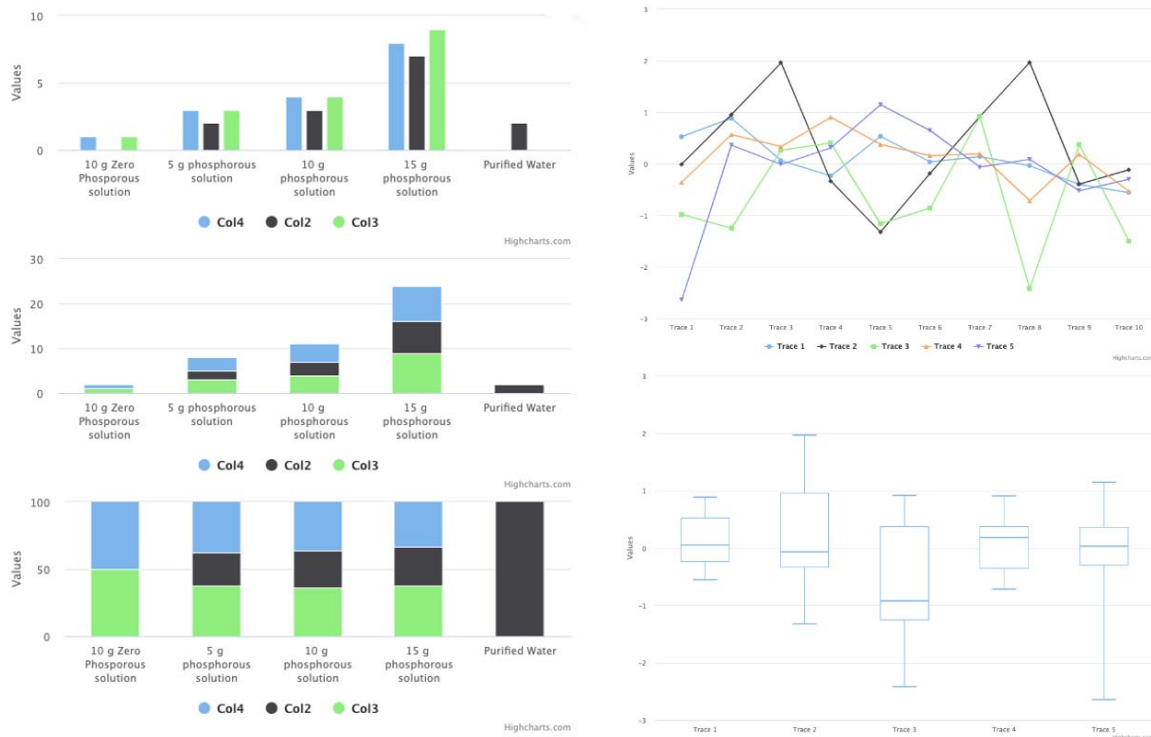 10
5
0
Values
10 g Zero
Phosporous
solution
5 g phosphorous
solution
10 g
phosphorous
solution
15 g
phosphorous
solution
Purified Water
Col4 Col2 Col3
Highcharts.com
30
20
10
0
Values
10 g Zero
Phosporous
solution
5 g phosphorous
solution
10 g
phosphorous
solution
15 g
phosphorous
solution
Purified Water
Col4 Col2 Col3
Highcharts.com
100
50
0
Values
10 g Zero
Phosporous
solution
5 g
phosphorous
solution
10 g
phosphorous
solution
15 g
phosphorous
solution
Purified Water
Col4 Col2 Col3
Highcharts.com
3
2
1
0
-1
-2
-3
Values
Trace 1 Trace 2 Trace 3 Trace 4 Trace 5 Trace 6 Trace 7 Trace 8 Trace 9 Trace 10
Trace 1 Trace 2 Trace 3 Trace 4 Trace 5
Highcharts.com
3
2
1
0
-1
-2
-3
Values
Trace 1 Trace 2 Trace 3 Trace 4 Trace 5